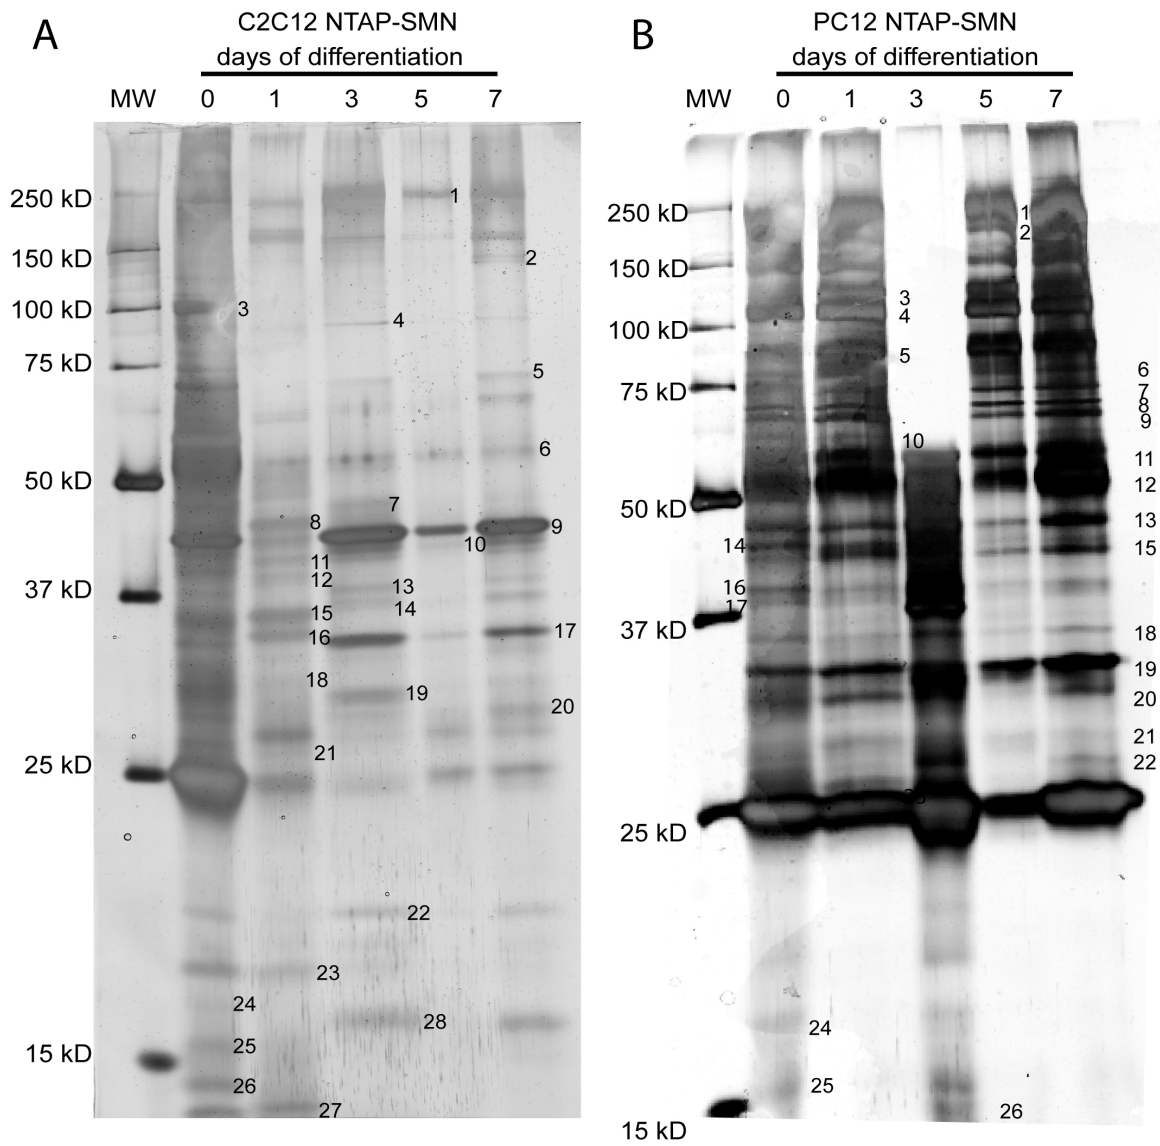 A
C2C12 NTAP-SMN
days of differentiation
MW 0 1 3 5 7
250 kD
150 kD
100 kD
75 kD
50 kD
37 kD
25 kD
15 kD
1
2
3
4
5
6
7
8
9
10
11
12
13
14
15
16
17
18
19
20
21
22
23
24
25
26
27
28
B
PC12 NTAP-SMN
days of differentiation
MW 0 1 3 5 7
250 kD
150 kD
100 kD
75 kD
50 kD
37 kD
25 kD
15 kD
1
2
3
4
5
6
7
8
9
10
11
12
13
14
15
16
17
18
19
20
21
22
24
25
26